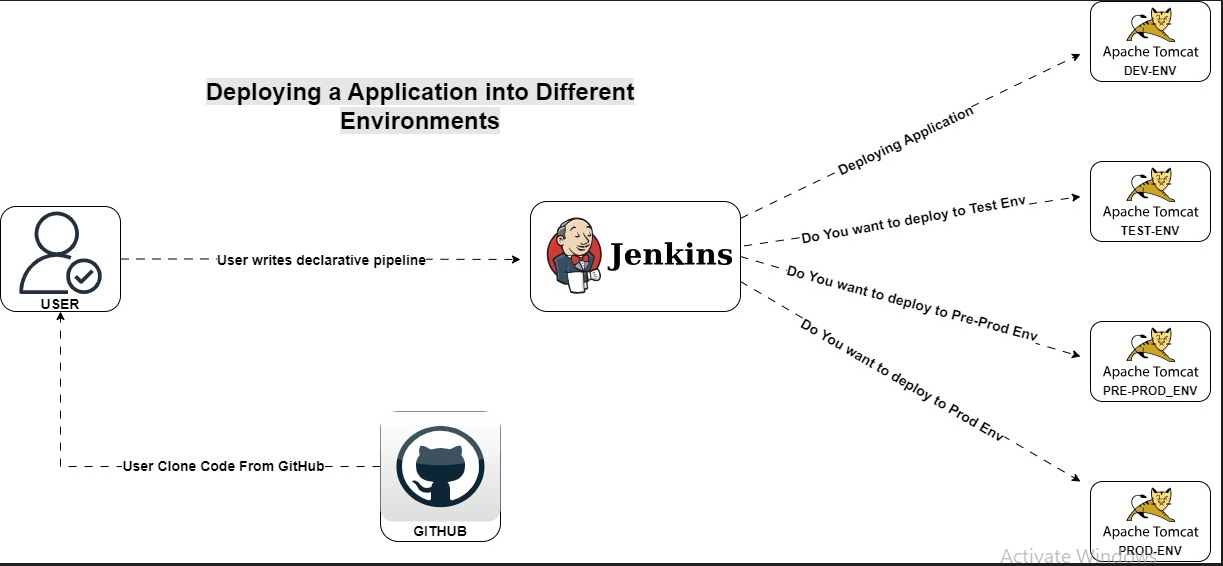 Deploying a Application into Different
Environments
Apache Tomcat
DEV-ENV
Deploying Application
Apache Tomcat
TEST-ENV
Do You want to deploy to Test Env
USER
User writes declarative pipeline
Jenkins
Do You want to deploy to Pre-Prod Env
Apache Tomcat
PRE-PROD_ENV
Do You want to deploy to Prod Env
User Clone Code From GitHub
GITHUB
Apache Tomcat
PROD-ENV
Activate Windows